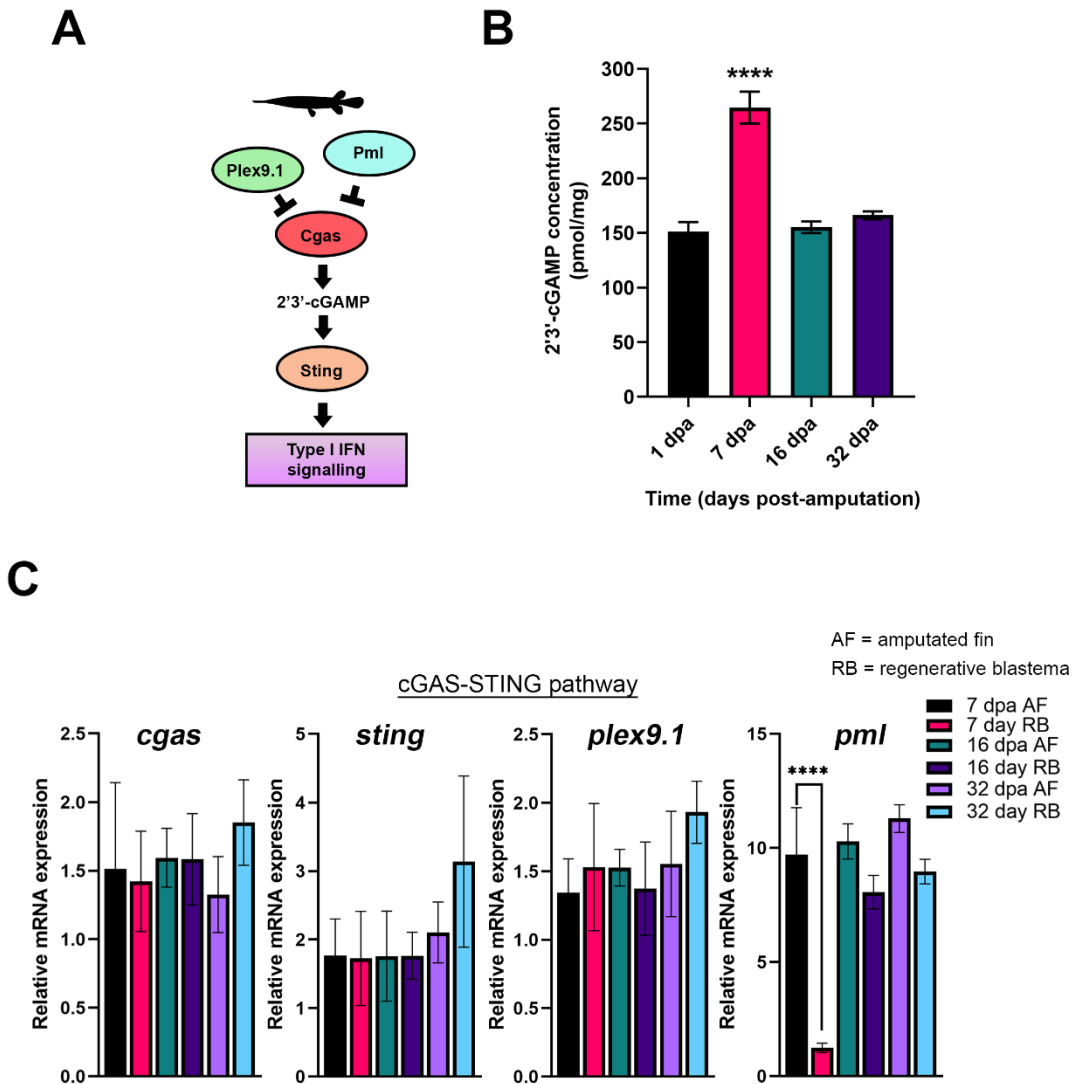 A
Plex9.1
Pml
Cgas
2'3'-cGAMP
Sting
Type I IFN
signalling
B
2'3'-cGAMP concentration
(pmol/mg)
300
250
200
150
100
50
0
****
1 dpa
7 dpa
16 dpa
32 dpa
Time (days post-amputation)
C
AF = amputated fin
RB = regenerative blastema
cGAS-STING pathway
7 dpa AF
7 day RB
16 dpa AF
16 day RB
32 dpa AF
32 day RB
cgas
Relative mRNA expression
2.5
2.0
1.5
1.0
0.5
0.0
sting
Relative mRNA expression
5
4
3
2
1
0
plex9.1
Relative mRNA expression
2.5
2.0
1.5
1.0
0.5
0.0
pml
Relative mRNA expression
15
10
5
0
****